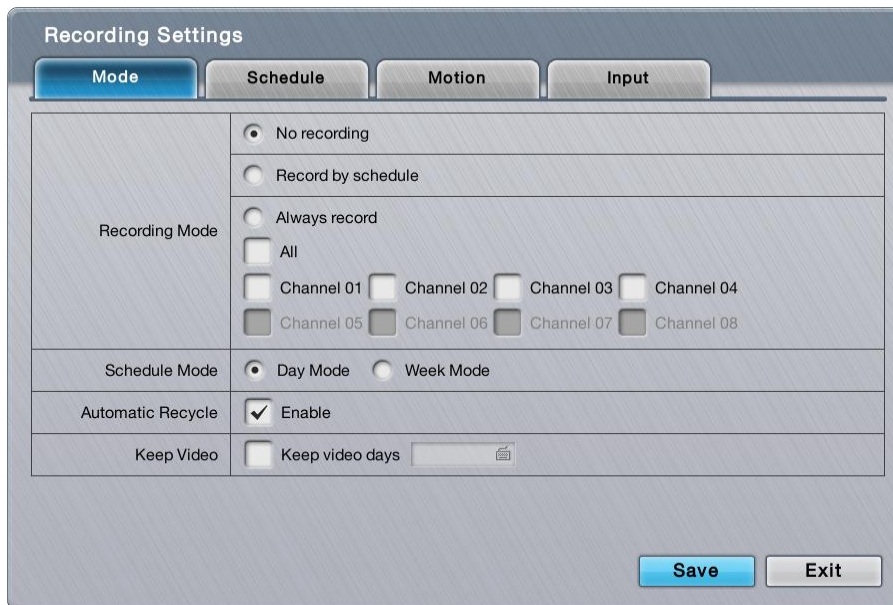 Recording Settings
Mode Schedule Motion Input
No recording
Record by schedule
Recording Mode
Always record
All
Channel 01 Channel 02 Channel 03 Channel 04
Channel 05 Channel 06 Channel 07 Channel 08
Schedule Mode Day Mode Week Mode
Automatic Recycle Enable
Keep Video Keep video days
Save Exit